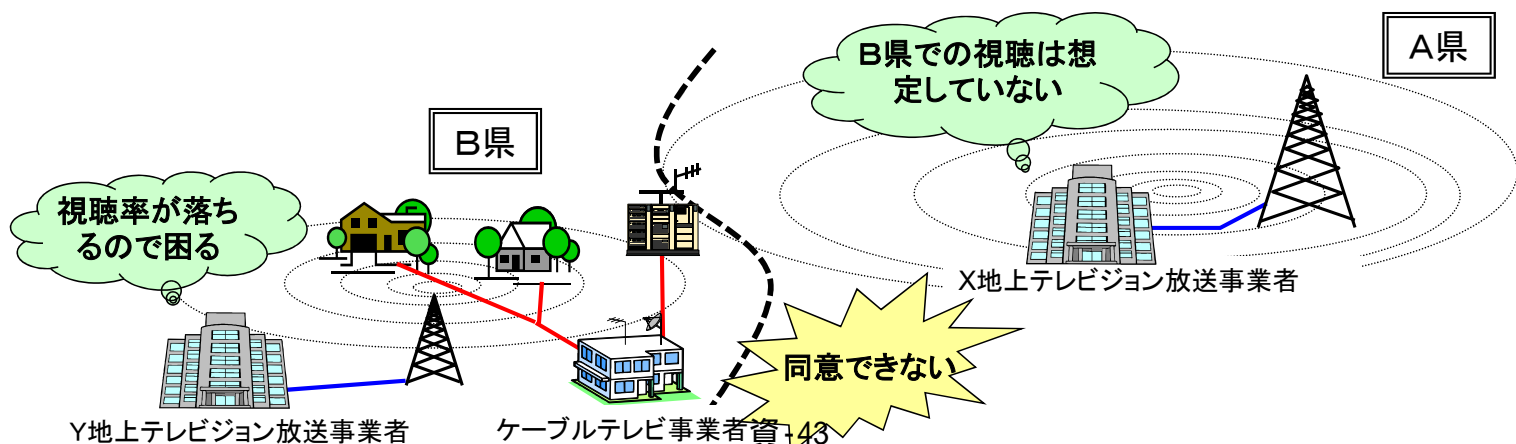 A県
B県での視聴は想
定していない
B県
視聴率が落ち
るので困る
X地上テレビジョン放送事業者
同意できない
Y地上テレビジョン放送事業者
ケーブルテレビ事業者
資-43